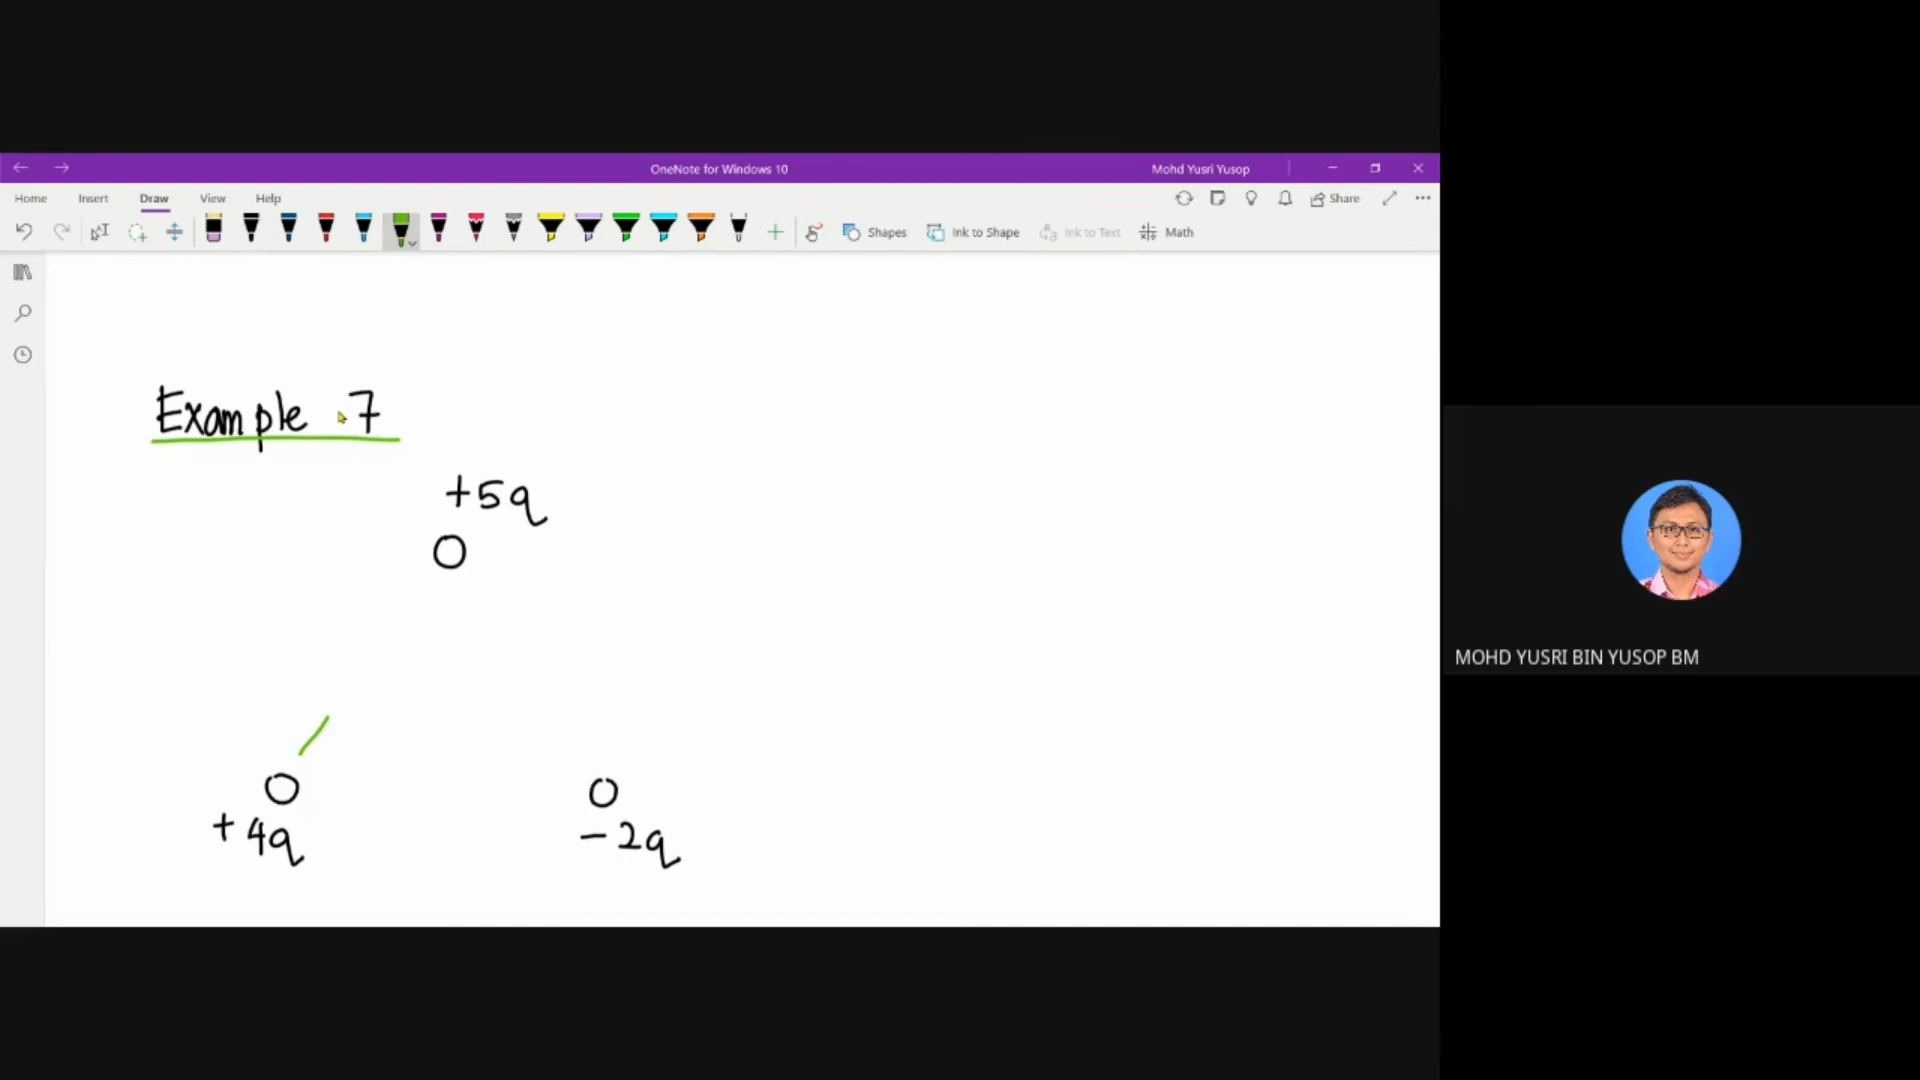 OneNote for Windows 10
Mohd Yusri Yusop
Home Insert Draw View Help
Share
Shapes Ink to Shape Ink to Text Math
Example .7
+5q
+4q
-2q
MOHD YUSRI BIN YUSOP BM